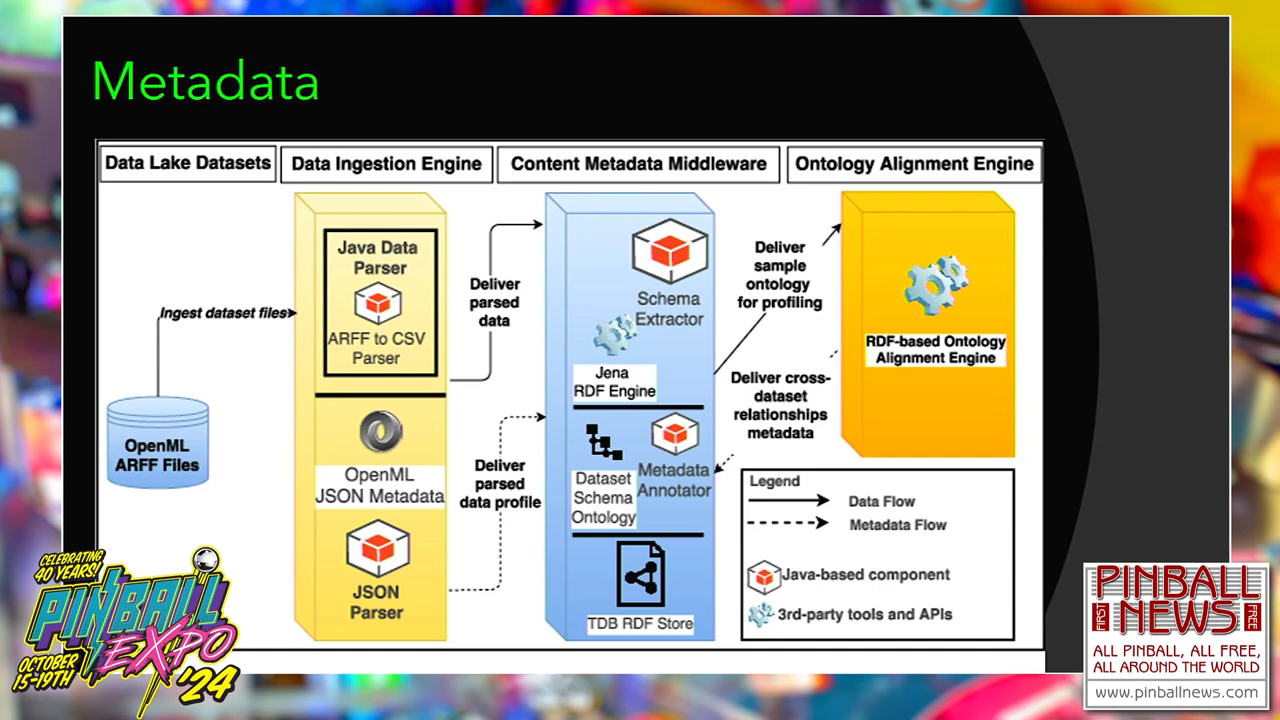 Metadata
Data Lake Datasets
Data Ingestion Engine
Content Metadata Middleware
Ontology Alignment Engine
Ingest dataset files
OpenML
ARFF Files
Java Data
Parser
ARFF to CSV
Parser
OpenML
JSON Metadata
JSON
Parser
Deliver
parsed
data
Deliver
parsed
data profile
Schema
Extractor
Jena
RDF Engine
Dataset
Schema
Ontology
Metadata
Annotator
TDB RDF Store
Deliver
sample
ontology
for profiling
Deliver cross-
dataset
relationships
metadata
RDF-based Ontology
Alignment Engine
Legend
Data Flow
Metadata Flow
Java-based component
3rd-party tools and APIs
CELEBRATING
40 YEARS!
PINBALL
EXPO
OCTOBER
15-19TH
'24
PINBALL
FIRST
NEWS
FREE
ALL PINBALL, ALL FREE,
ALL AROUND THE WORLD
www.pinballnews.com